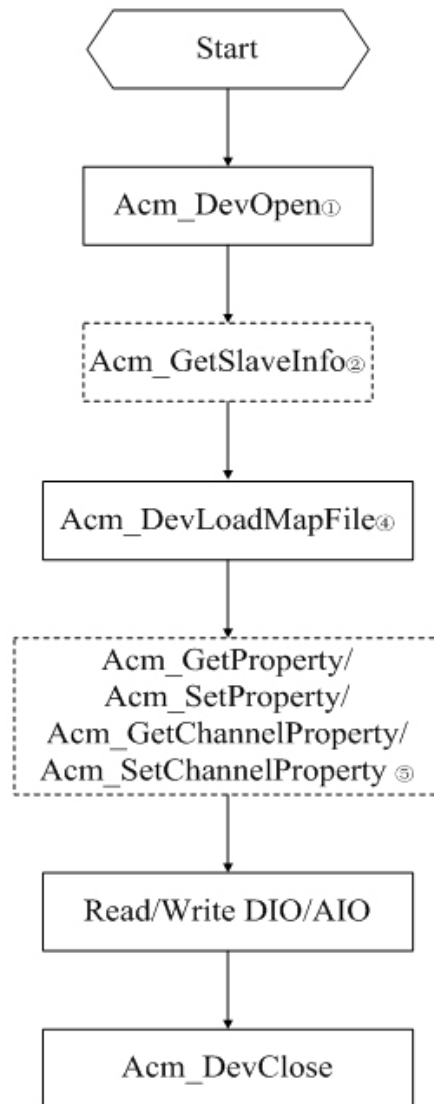 Start
Acm_DevOpen①
Acm_GetSlaveInfo②
Acm_DevLoadMapFile④
Acm_GetProperty/
Acm_SetProperty/
Acm_GetChannelProperty/
Acm_SetChannelProperty ⑤
Read/Write DIO/AIO
Acm_DevClose